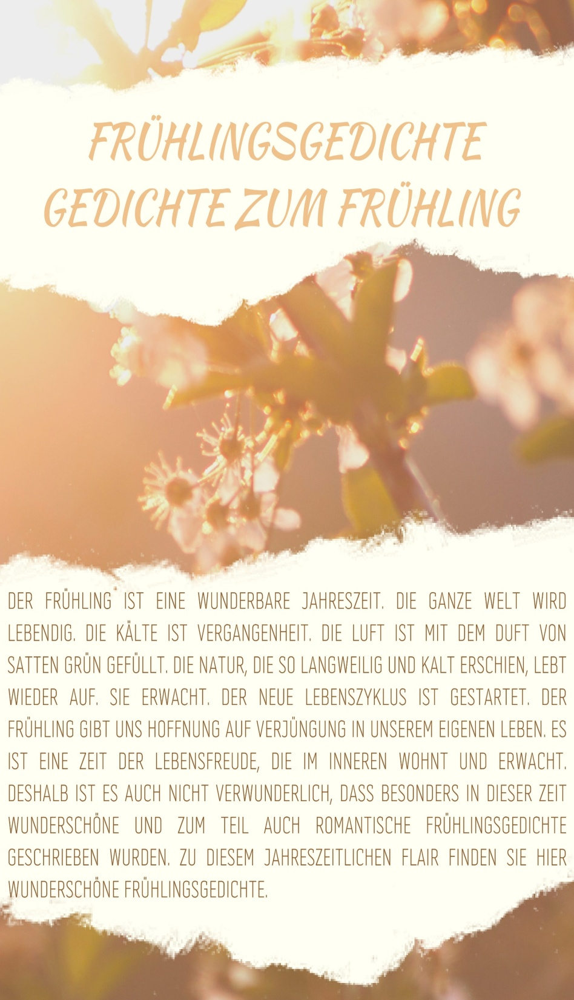 FRÜHLINGSGEDICHTE
GEDICHTE ZUM FRÜHLING
DER FRÜHLING IST EINE WUNDERBARE JAHRESZEIT. DIE GANZE WELT WIRD
LEBENDIG. DIE KÄLTE IST VERGANGENHEIT. DIE LUFT IST MIT DEM DUFT VON
SATTEN GRÜN GEFÜLLT. DIE NATUR, DIE SO LANGWEILIG UND KALT ERSCHIEN, LEBT
WIEDER AUF. SIE ERWACHT. DER NEUE LEBENSZYKLUS IST GESTARTET. DER
FRÜHLING GIBT UNS HOFFNUNG AUF VERJÜNGUNG IN UNSEREM EIGENEN LEBEN. ES
IST EINE ZEIT DER LEBENSFREUDE, DIE IM INNEREN WOHNT UND ERWACHT.
DESHALB IST ES AUCH NICHT VERWUNDERLICH, DASS BESONDERS IN DIESER ZEIT
WUNDERSCHÖNE UND ZUM TEIL AUCH ROMANTISCHE FRÜHLINGSGEDICHTE
GESCHRIEBEN WURDEN. ZU DIESEM JAHRESZEITLICHEN FLAIR FINDEN SIE HIER
WUNDERSCHÖNE FRÜHLINGSGEDICHTE.